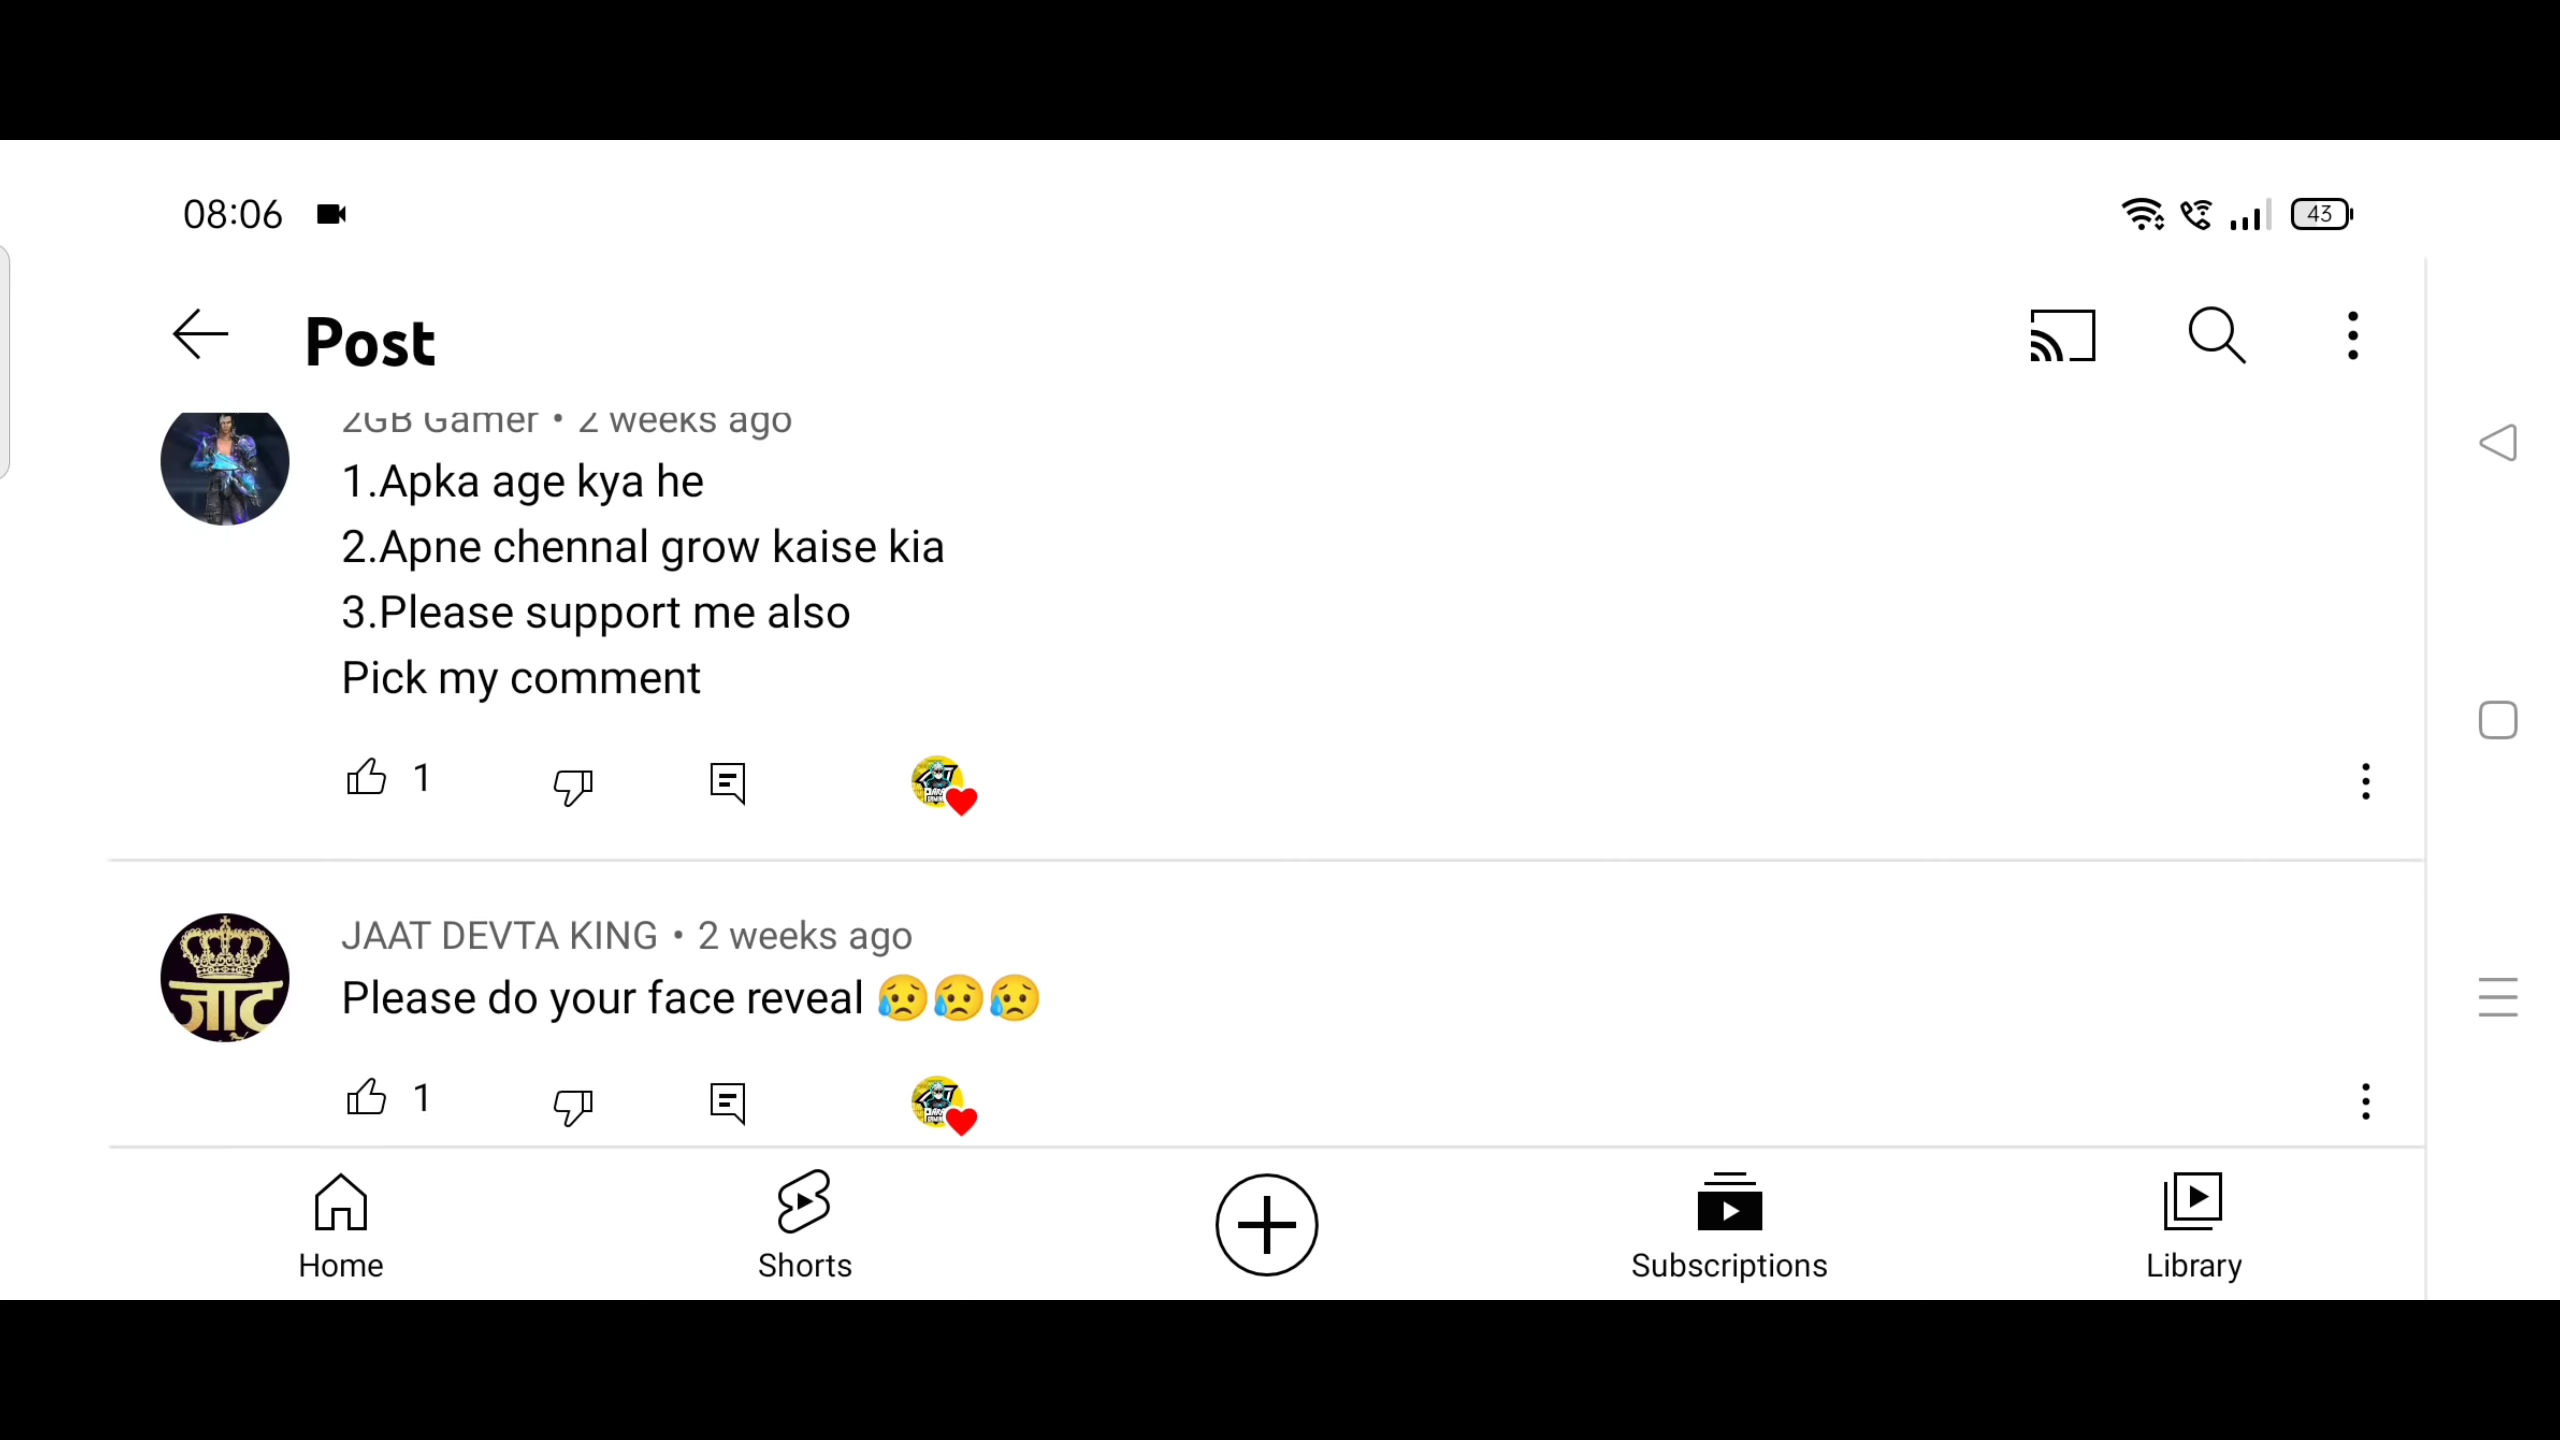 08:06
43
Post
2GB Gamer • 2 weeks ago
1.Apka age kya he
2.Apne chennal grow kaise kia
3.Please support me also
Pick my comment
1
JAAT DEVTA KING • 2 weeks ago
जाट
Please do your face reveal 😥😥😥
1
Home
Shorts
Subscriptions
Library